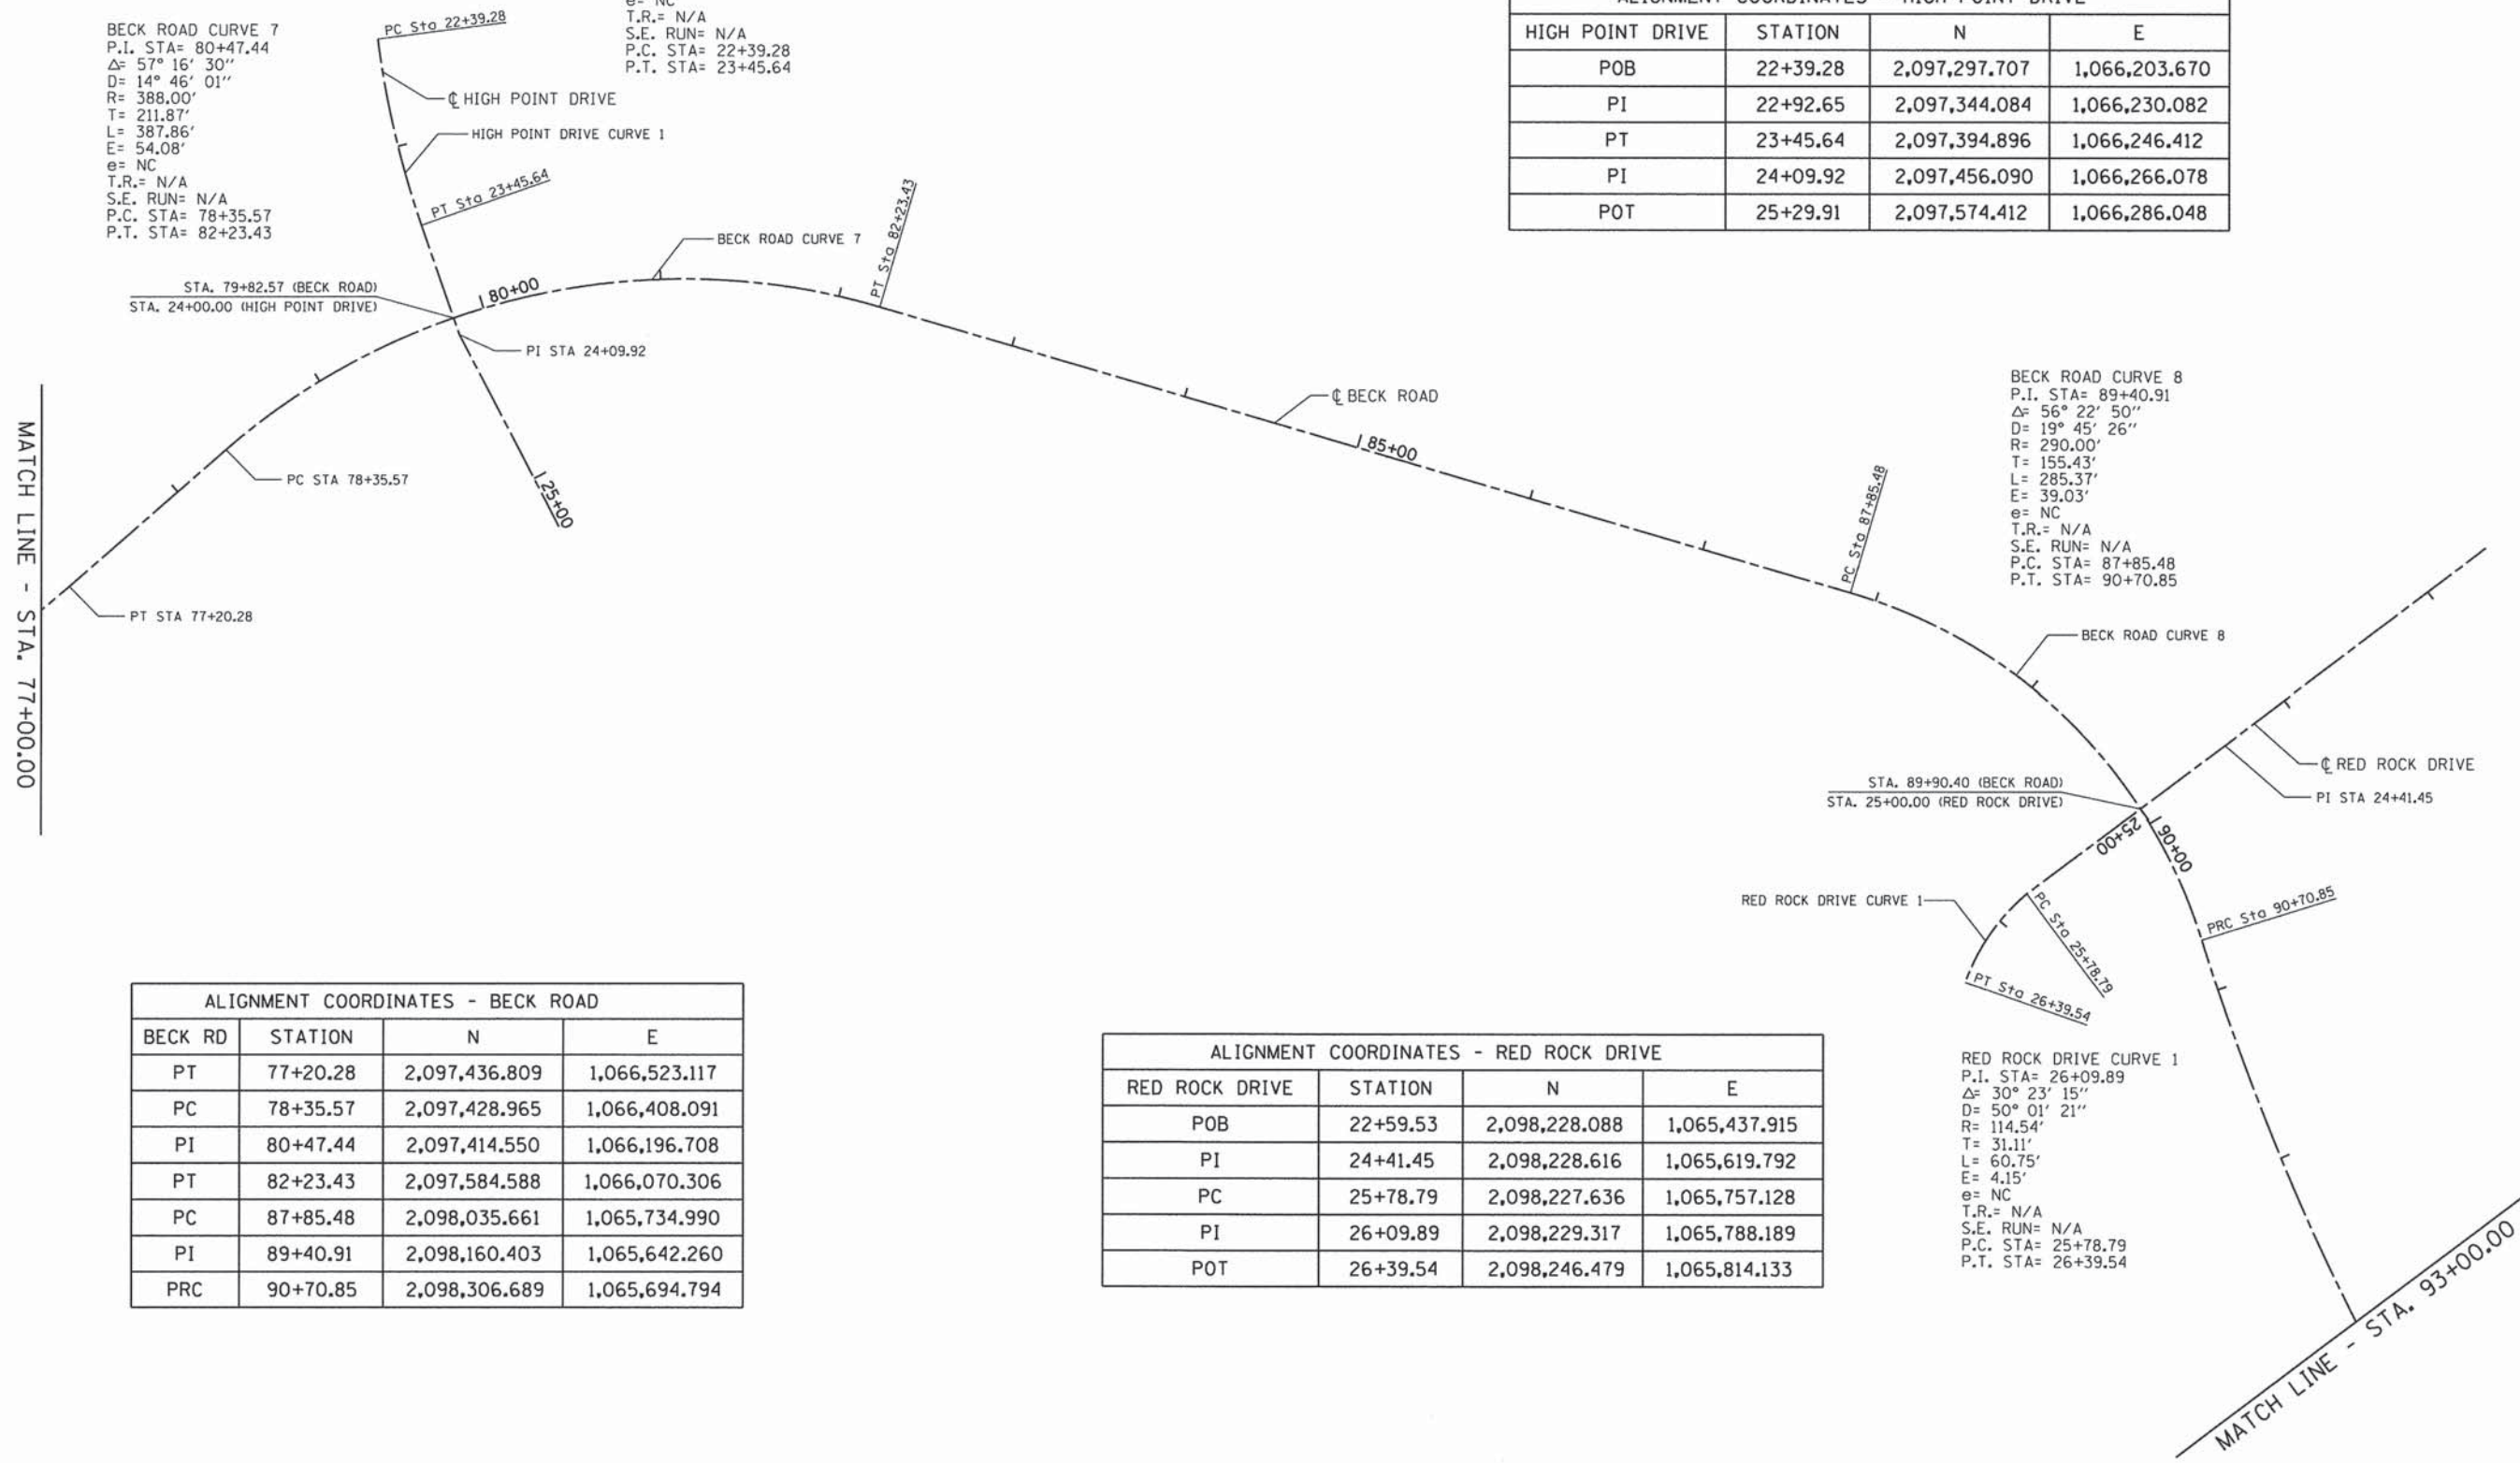 BECK ROAD CURVE 7
P.I. STA= 80+47.44
Δ= 57° 16' 30''
D= 14° 46' 01''
R= 388.00'
T= 211.87'
L= 387.86'
E= 54.08'
e= NC
T.R.= N/A
S.E. RUN= N/A
P.C. STA= 78+35.57
P.T. STA= 82+23.43
PC Sta 22+39.28
e= NC
T.R.= N/A
S.E. RUN= N/A
P.C. STA= 22+39.28
P.T. STA= 23+45.64
℄ HIGH POINT DRIVE
HIGH POINT DRIVE CURVE 1
PT Sta 23+45.64
ALIGNMENT COORDINATES - HIGH POINT DRIVE
HIGH POINT DRIVE STATION N E
POB 22+39.28 2,097,297.707 1,066,203.670
PI 22+92.65 2,097,344.084 1,066,230.082
PT 23+45.64 2,097,394.896 1,066,246.412
PI 24+09.92 2,097,456.090 1,066,266.078
POT 25+29.91 2,097,574.412 1,066,286.048
BECK ROAD CURVE 7
PT Sta 82+23.43
STA. 79+82.57 (BECK ROAD)
STA. 24+00.00 (HIGH POINT DRIVE)
80+00
PI STA 24+09.92
℄ BECK ROAD
85+00
PC STA 78+35.57
25+00
PT STA 77+20.28
MATCH LINE - STA. 77+00.00
PC Sta 87+85.48
BECK ROAD CURVE 8
P.I. STA= 89+40.91
Δ= 56° 22' 50''
D= 19° 45' 26''
R= 290.00'
T= 155.43'
L= 285.37'
E= 39.03'
e= NC
T.R.= N/A
S.E. RUN= N/A
P.C. STA= 87+85.48
P.T. STA= 90+70.85
BECK ROAD CURVE 8
℄ RED ROCK DRIVE
PI STA 24+41.45
STA. 89+90.40 (BECK ROAD)
STA. 25+00.00 (RED ROCK DRIVE)
25+00
90+00
RED ROCK DRIVE CURVE 1
PC Sta 25+78.79
PRC Sta 90+70.85
PT Sta 26+39.54
ALIGNMENT COORDINATES - BECK ROAD
BECK RD STATION N E
PT 77+20.28 2,097,436.809 1,066,523.117
PC 78+35.57 2,097,428.965 1,066,408.091
PI 80+47.44 2,097,414.550 1,066,196.708
PT 82+23.43 2,097,584.588 1,066,070.306
PC 87+85.48 2,098,035.661 1,065,734.990
PI 89+40.91 2,098,160.403 1,065,642.260
PRC 90+70.85 2,098,306.689 1,065,694.794
ALIGNMENT COORDINATES - RED ROCK DRIVE
RED ROCK DRIVE STATION N E
POB 22+59.53 2,098,228.088 1,065,437.915
PI 24+41.45 2,098,228.616 1,065,619.792
PC 25+78.79 2,098,227.636 1,065,757.128
PI 26+09.89 2,098,229.317 1,065,788.189
POT 26+39.54 2,098,246.479 1,065,814.133
RED ROCK DRIVE CURVE 1
P.I. STA= 26+09.89
Δ= 30° 23' 15''
D= 50° 01' 21''
R= 114.54'
T= 31.11'
L= 60.75'
E= 4.15'
e= NC
T.R.= N/A
S.E. RUN= N/A
P.C. STA= 25+78.79
P.T. STA= 26+39.54
MATCH LINE - STA. 93+00.00